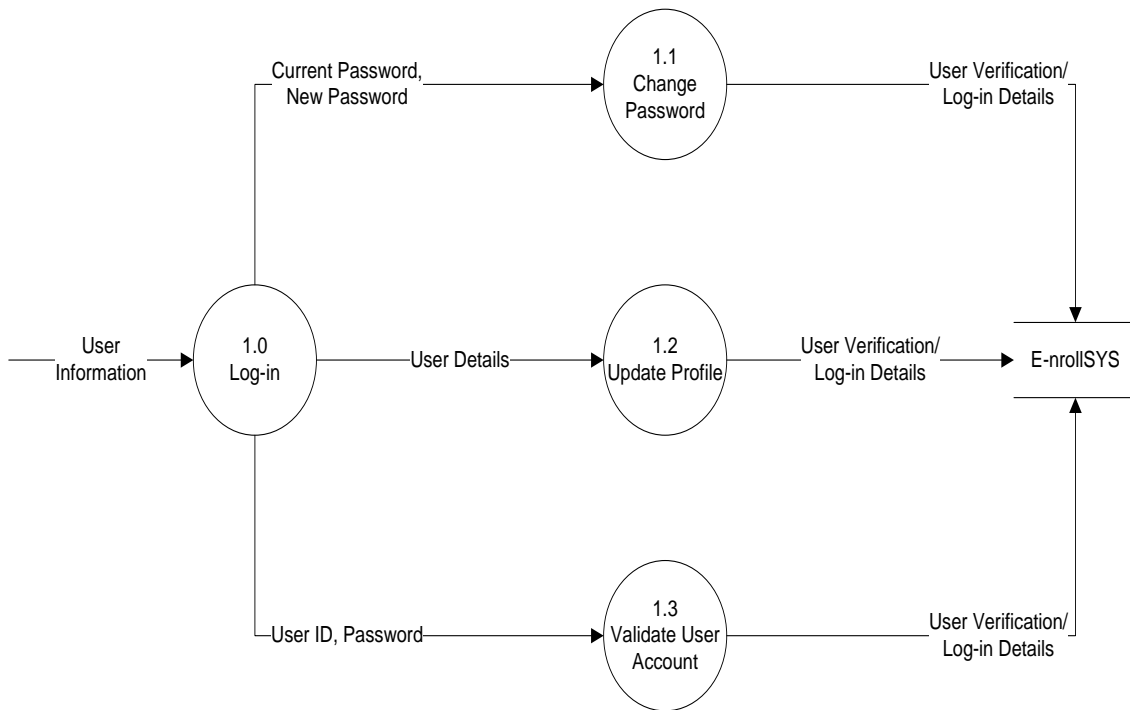 Current Password,
New Password
1.1
Change
Password
User Verification/
Log-in Details
User
Information
1.0
Log-in
User Details
1.2
Update Profile
User Verification/
Log-in Details
E-nrollSYS
User ID, Password
1.3
Validate User
Account
User Verification/
Log-in Details